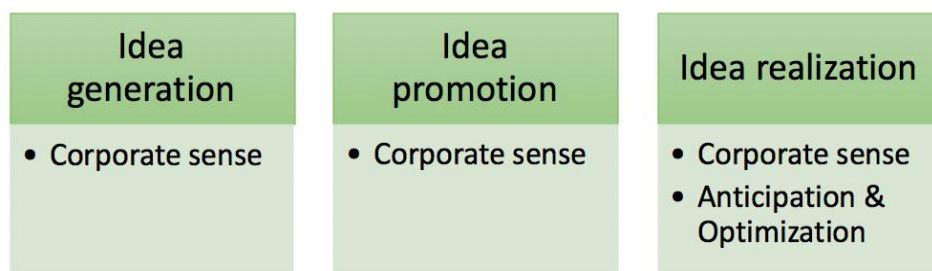 Idea
generation
• Corporate sense
Idea
promotion
• Corporate sense
Idea realization
• Corporate sense
• Anticipation &
Optimization